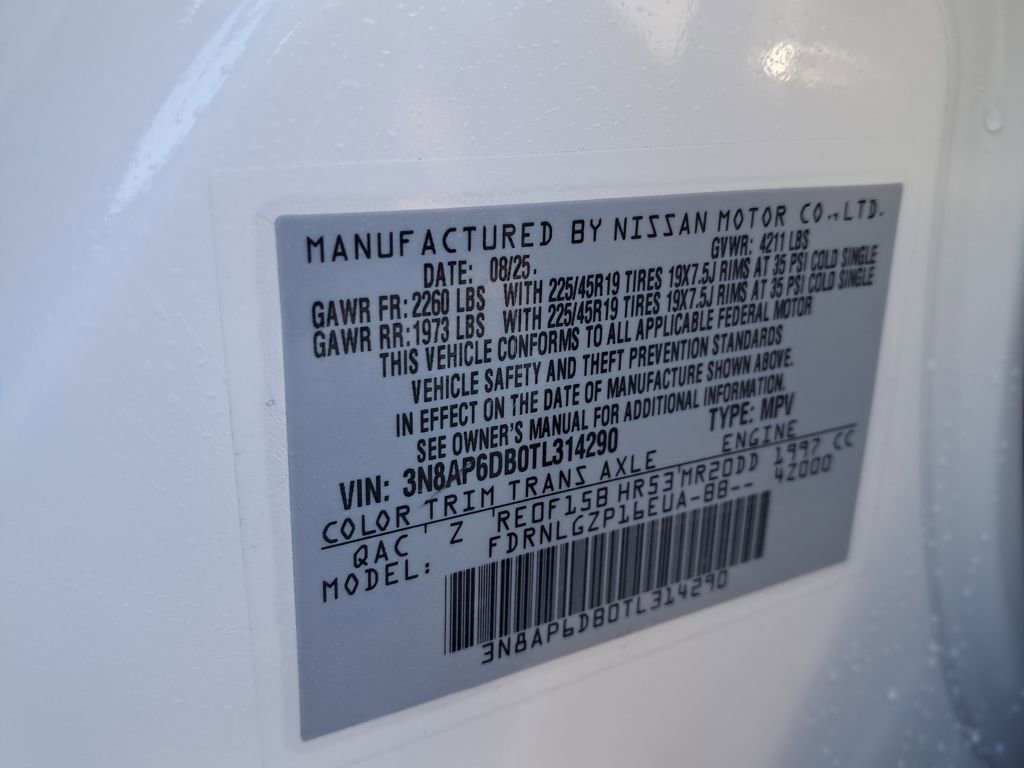 MANUFACTURED BY NISSAN MOTOR CO., LTD.
DATE: 08/25. GVWR: 4211 LBS
GAWR FR: 2260 LBS WITH 225/45R19 TIRES 19X7.5J RIMS AT 35 PSI COLD SINGLE
GAWR RR: 1973 LBS WITH 225/45R19 TIRES 19X7.5J RIMS AT 35 PSI COLD SINGLE
THIS VEHICLE CONFORMS TO ALL APPLICABLE FEDERAL MOTOR
VEHICLE SAFETY AND THEFT PREVENTION STANDARDS
IN EFFECT ON THE DATE OF MANUFACTURE SHOWN ABOVE.
SEE OWNER'S MANUAL FOR ADDITIONAL INFORMATION.
VIN: 3N8AP6DB0TL314290 TYPE: MPV
COLOR TRIM TRANS AXLE ENGINE
QAC ' Z ' RE0F15B HR53'MR20DD 1997 CC
MODEL: FDRNLGZP16EUA-BB-- 42000
3N8AP6DB0TL314290